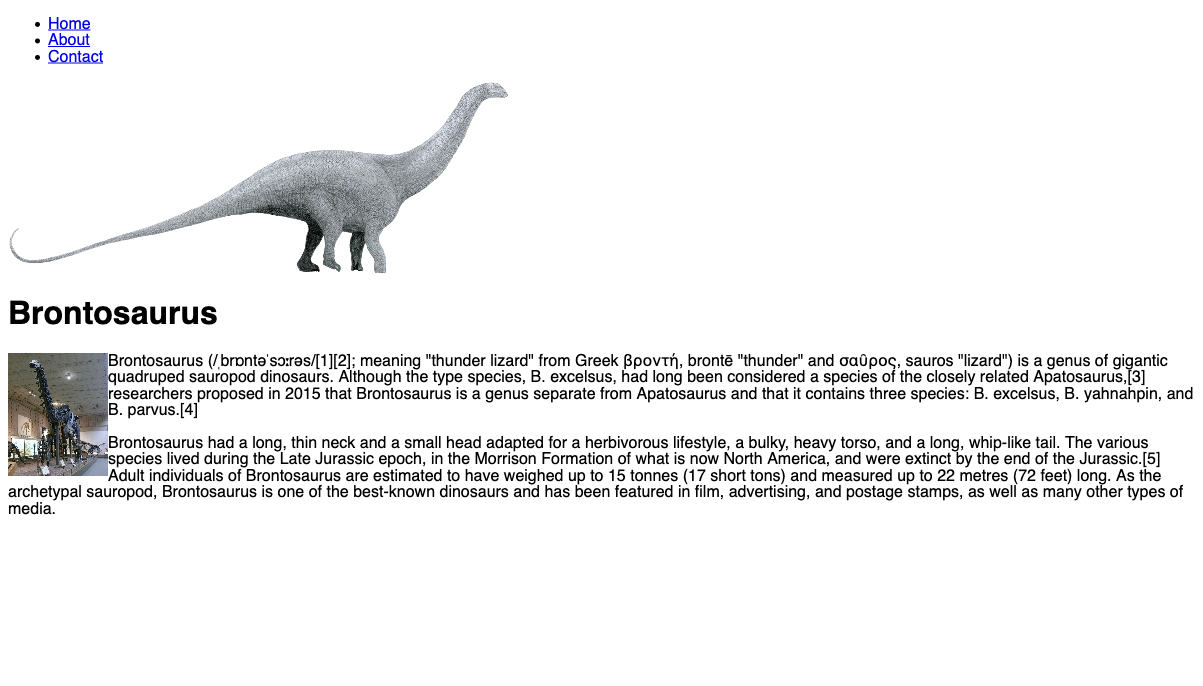 Home
About
Contact
Brontosaurus
Brontosaurus (/ˌbrɒntəˈsɔːrəs/[1][2]; meaning "thunder lizard" from Greek βροντή, brontē "thunder" and σαῦρος, sauros "lizard") is a genus of gigantic
quadruped sauropod dinosaurs. Although the type species, B. excelsus, had long been considered a species of the closely related Apatosaurus,[3]
researchers proposed in 2015 that Brontosaurus is a genus separate from Apatosaurus and that it contains three species: B. excelsus, B. yahnahpin, and
B. parvus.[4]
Brontosaurus had a long, thin neck and a small head adapted for a herbivorous lifestyle, a bulky, heavy torso, and a long, whip-like tail. The various
species lived during the Late Jurassic epoch, in the Morrison Formation of what is now North America, and were extinct by the end of the Jurassic.[5]
Adult individuals of Brontosaurus are estimated to have weighed up to 15 tonnes (17 short tons) and measured up to 22 metres (72 feet) long. As the
archetypal sauropod, Brontosaurus is one of the best-known dinosaurs and has been featured in film, advertising, and postage stamps, as well as many other types of
media.